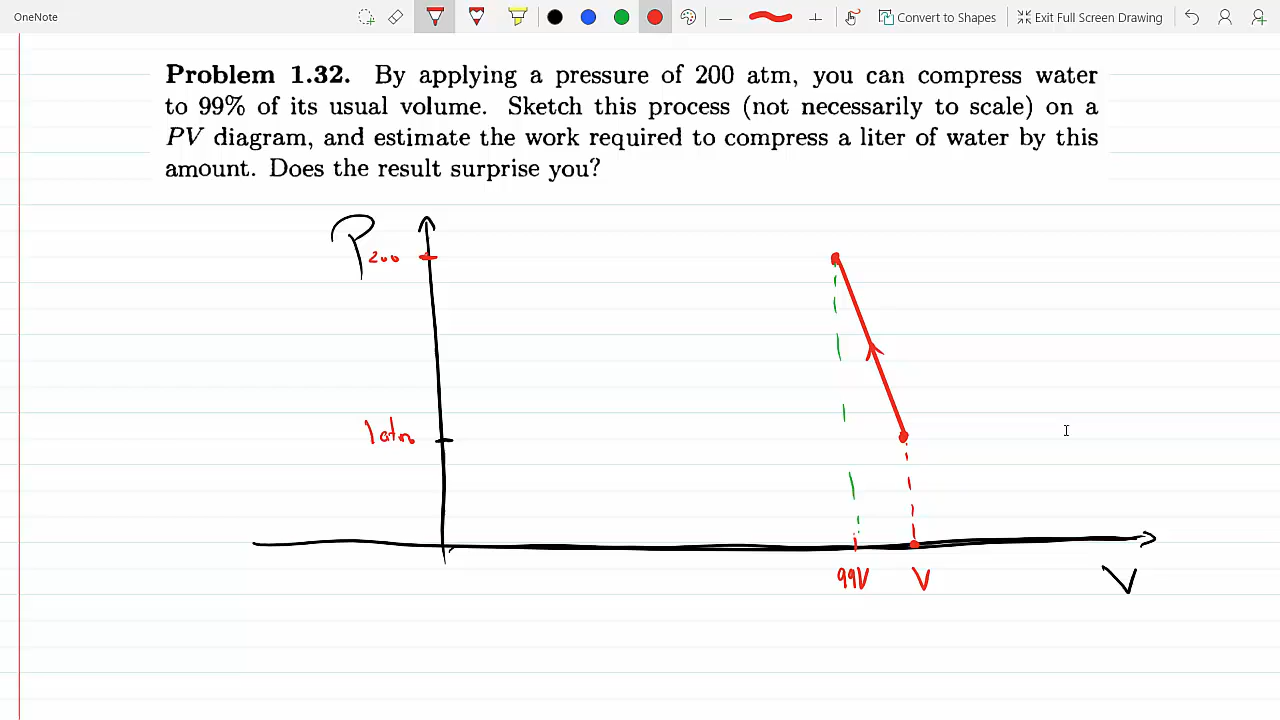 OneNote
Convert to Shapes
Exit Full Screen Drawing
Problem 1.32. By applying a pressure of 200 atm, you can compress water
to 99% of its usual volume. Sketch this process (not necessarily to scale) on a
PV diagram, and estimate the work required to compress a liter of water by this
amount. Does the result surprise you?
P
200
1 atm
99V V
V